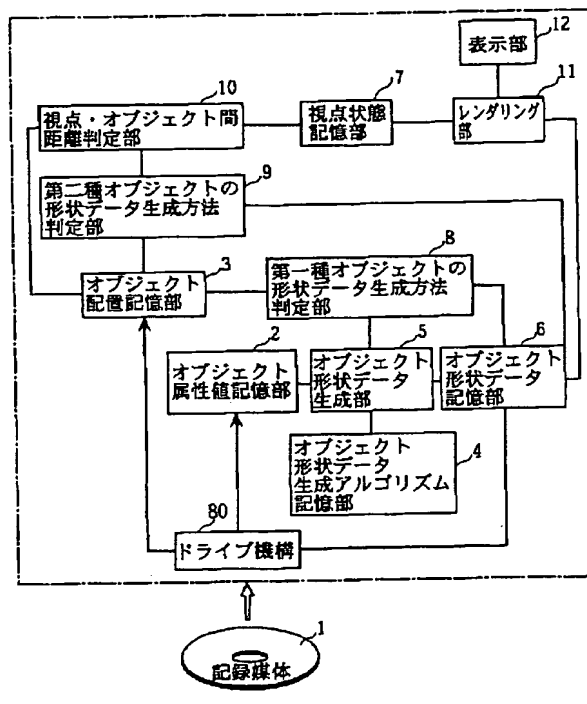 12
表示部
11
レンダリング
部
7
視点状態
記憶部
10
視点・オブジェクト間
距離判定部
9
第二種オブジェクトの
形状データ生成方法
判定部
3
オブジェクト
配置記憶部
8
第一種オブジェクトの
形状データ生成方法
判定部
2
オブジェクト
属性値記憶部
5
オブジェクト
形状データ
生成部
6
オブジェクト
形状データ
記憶部
4
オブジェクト
形状データ
生成アルゴリズム
記憶部
80
ドライブ機構
1
記録媒体